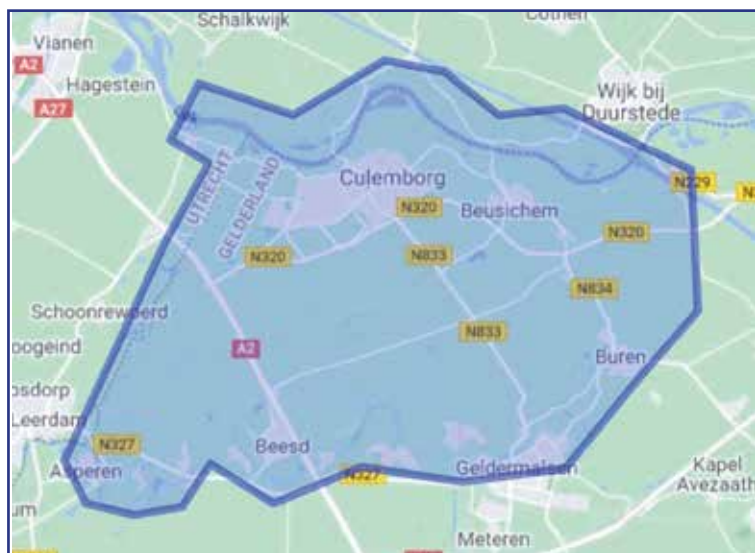 Schalkwijk
Cothen
Vianen
A2
Hagestein
A27
Wijk bij
Duurstede
N229
UTRECHT
GELDERLAND
Culemborg
N320
Beusichem
N320
N320
N833
N834
Schoonrewoerd
N833
A2
Buren
Leerdam
N327
Beesd
Asperen
N327
Geldermalsen
Kapel
Avezaath
Meteren